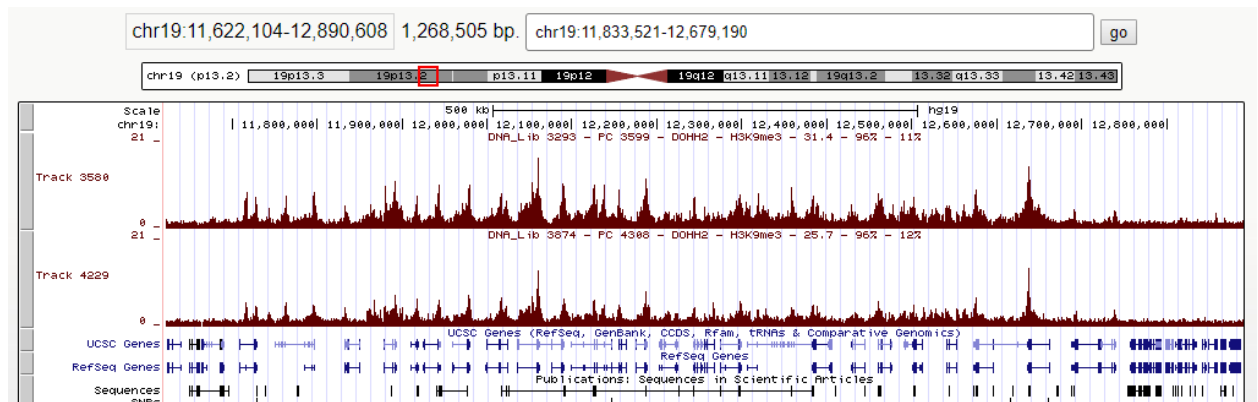 chr19:11,622,104-12,890,608 1,268,505 bp. chr19:11,833,521-12,679,190 go
chr19 (p13.2) 19p13.3 19p13.2 p13.11 19p12 19q12 q13.11 13.12 19q13.2 13.32 q13.33 13.42 13.43
Scale 500 kb hg19
chr19: 11,800,000 11,900,000 12,000,000 12,100,000 12,200,000 12,300,000 12,400,000 12,500,000 12,600,000 12,700,000 12,800,000
DNA_Lib 3293 - PC 3599 - DOHH2 - H3K9me3 - 31.4 - 96% - 11%
21
Track 3580
0
DNA_Lib 3874 - PC 4308 - DOHH2 - H3K9me3 - 25.7 - 96% - 12%
21
Track 4229
0
UCSC Genes (RefSeq, GenBank, CCDS, Rfam, tRNAs & Comparative Genomics)
UCSC Genes
RefSeq Genes
RefSeq Genes
Publications: Sequences in Scientific Articles
Sequences